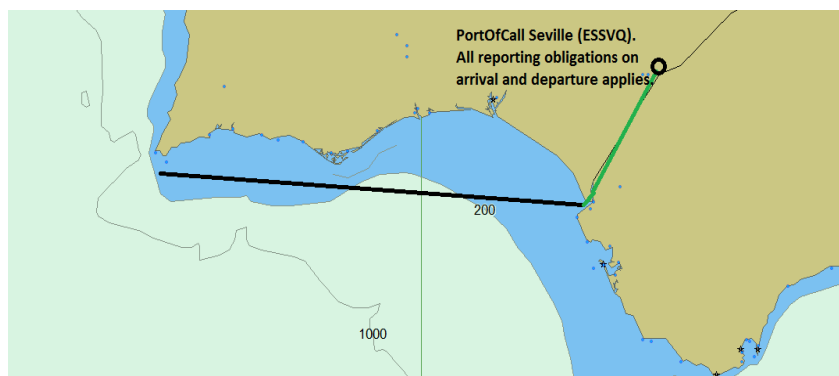 PortOfCall Seville (ESSVQ).
All reporting obligations on
arrival and departure applies.
200
1000